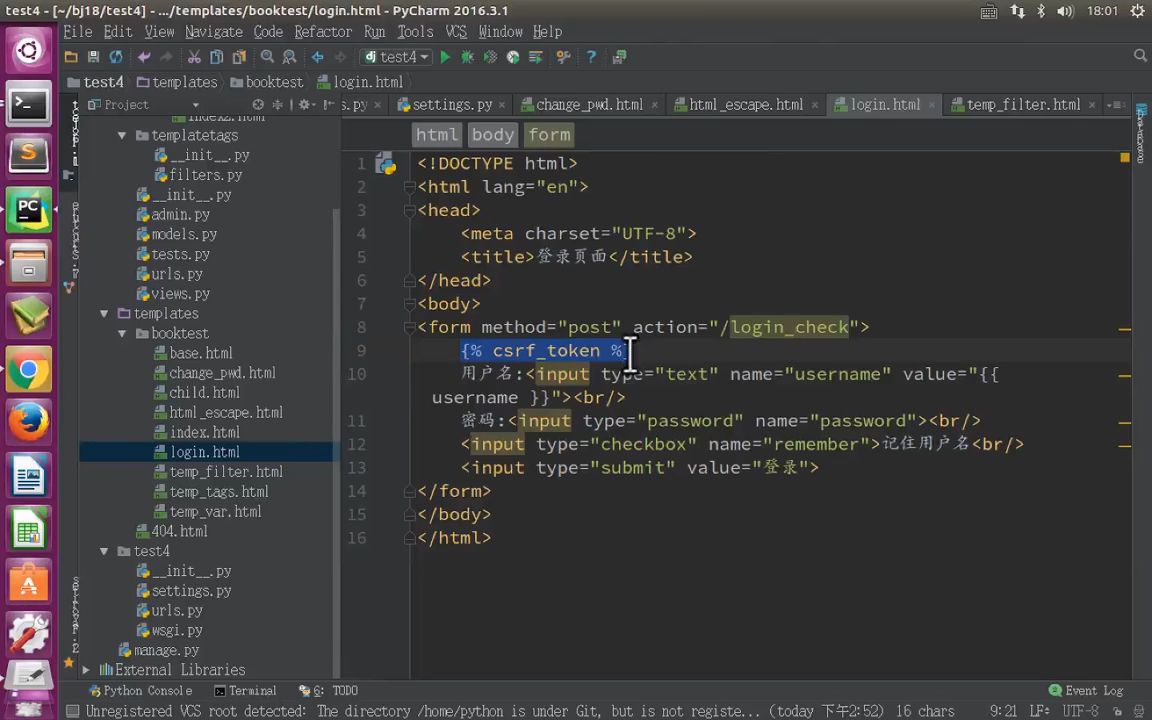 test4 - [~/bj18/test4] - .../templates/booktest/login.html - PyCharm 2016.3.1
18:01
File Edit View Navigate Code Refactor Run Tools VCS Window Help
dj test4
test4 templates booktest login.html
Project
s.py settings.py change_pwd.html html_escape.html login.html temp_filter.html
html body form
index2.html
templatetags
__init__.py
filters.py
__init__.py
admin.py
models.py
tests.py
urls.py
views.py
templates
booktest
base.html
change_pwd.html
child.html
html_escape.html
index.html
login.html
temp_filter.html
temp_tags.html
temp_var.html
404.html
test4
__init__.py
settings.py
urls.py
wsgi.py
manage.py
External Libraries
1 <!DOCTYPE html>
2 <html lang="en">
3 <head>
4 <meta charset="UTF-8">
5 <title>登录页面</title>
6 </head>
7 <body>
8 <form method="post" action="/login_check">
9 {% csrf_token %}
10 用户名:<input type="text" name="username" value="{{
username }}"><br/>
11 密码:<input type="password" name="password"><br/>
12 <input type="checkbox" name="remember">记住用户名<br/>
13 <input type="submit" value="登录">
14 </form>
15 </body>
16 </html>
Python Console Terminal 6: TODO Event Log
Unregistered VCS root detected: The directory /home/python is under Git, but is not registe... (today 下午2:52) 16 chars 9:21 LF÷ UTF-8÷